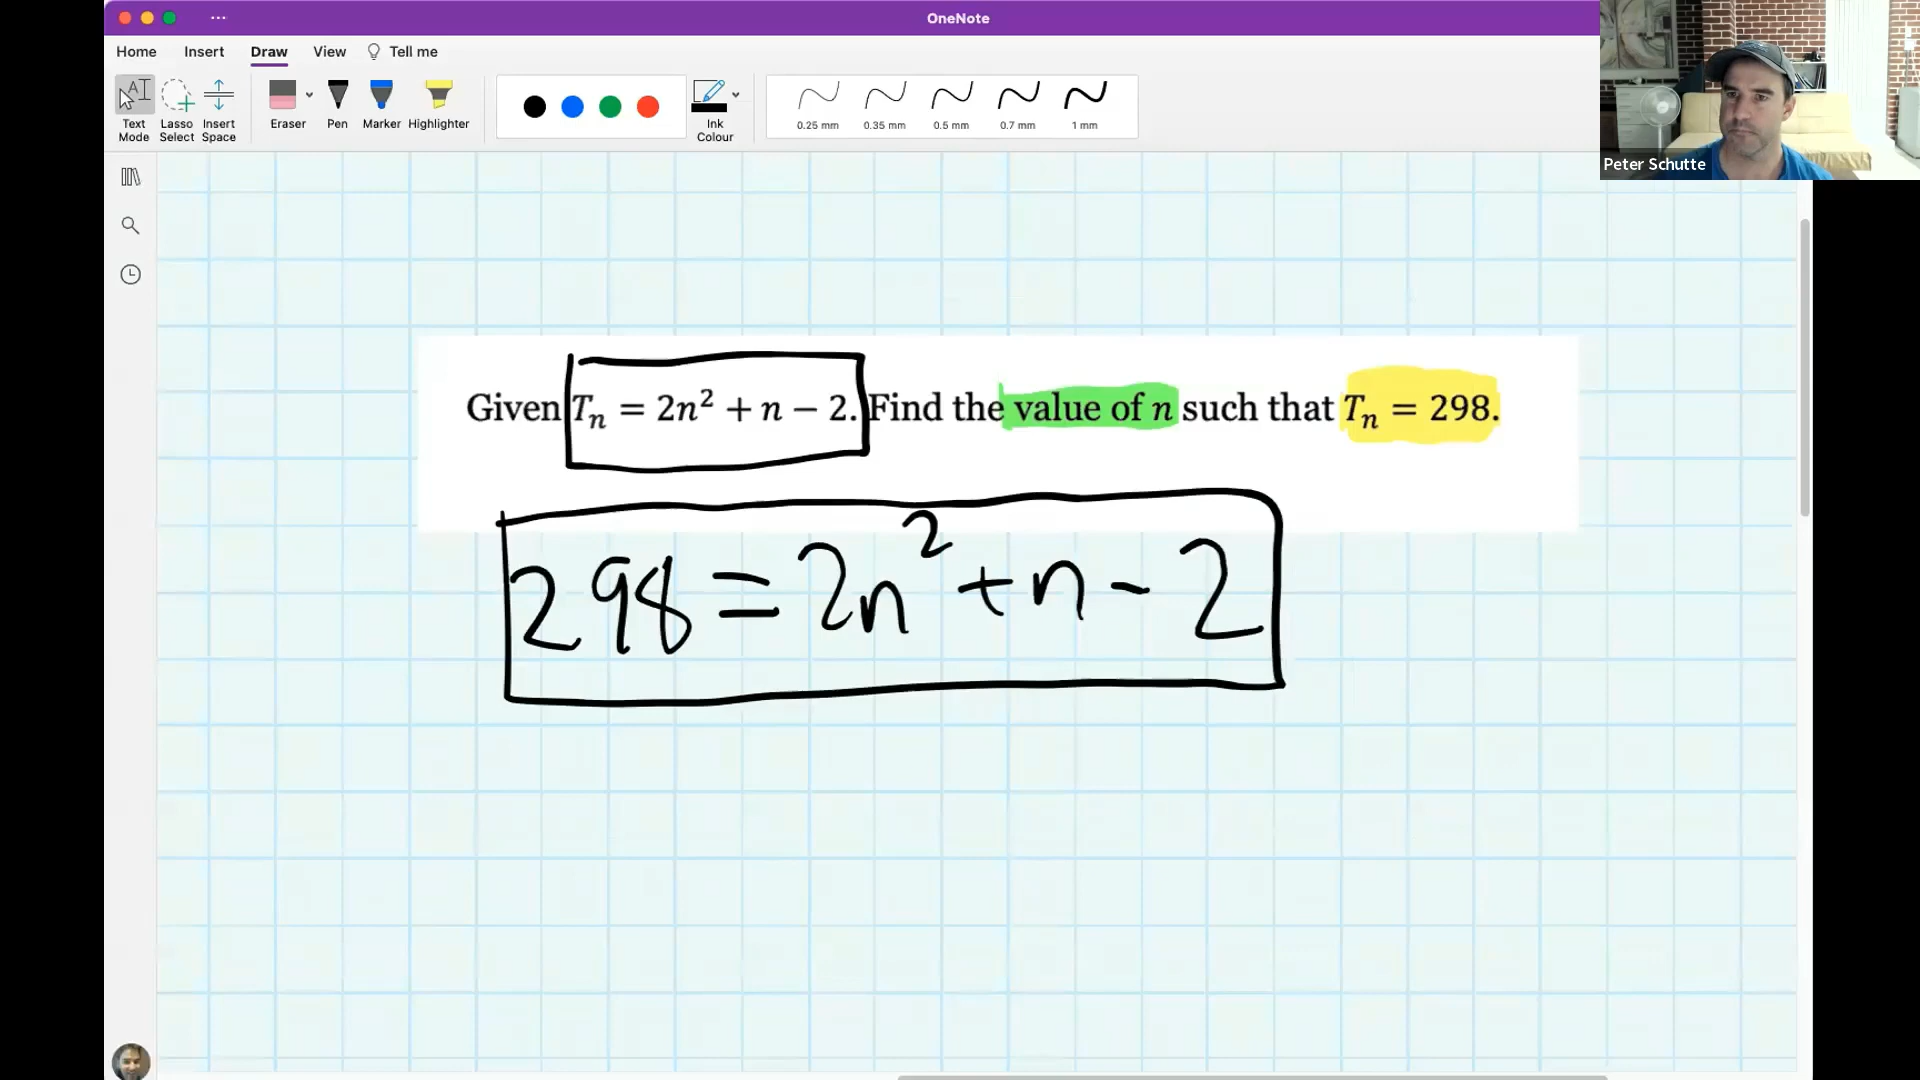 OneNote
Home Insert Draw View Tell me
Text Mode
Lasso Select
Insert Space
Eraser
Pen
Marker
Highlighter
Ink Colour
0.25 mm 0.35 mm 0.5 mm 0.7 mm 1 mm
Peter Schutte
Given Tₙ = 2n² + n − 2. Find the value of n such that Tₙ = 298.
298 = 2n² + n − 2